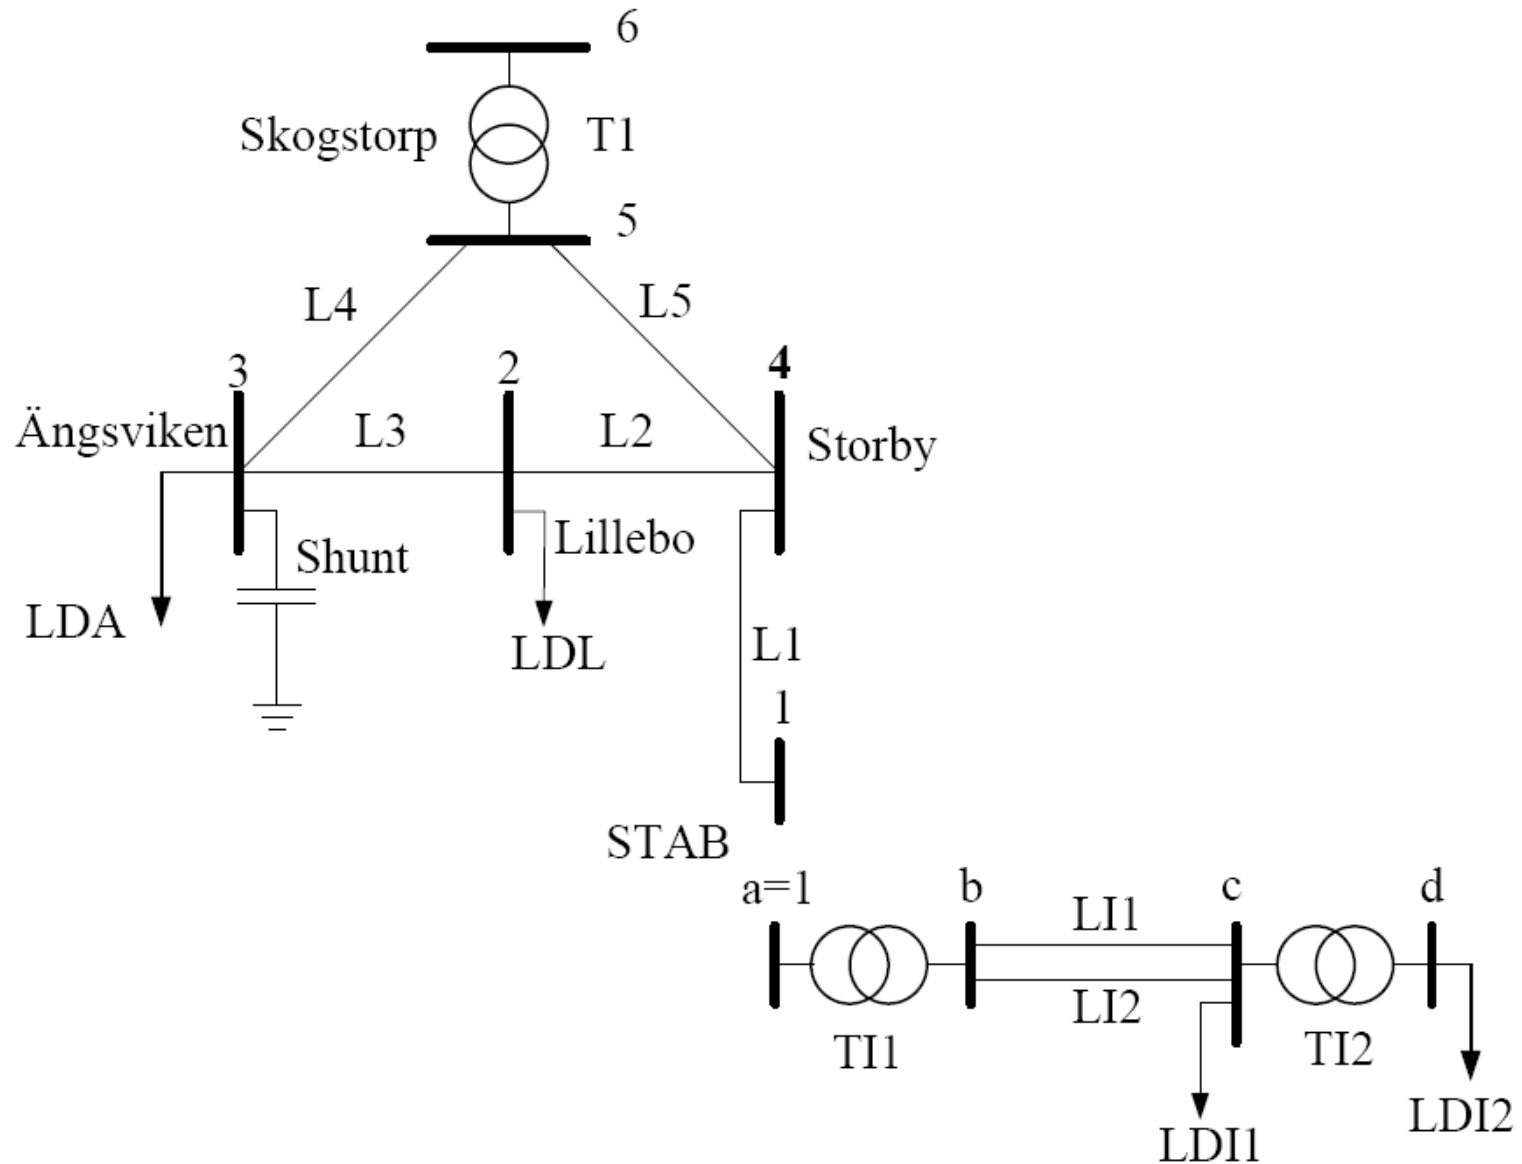 6
Skogstorp
T1
5
L4
L5
3
2
4
Ängsviken
L3
L2
Storby
Shunt
Lillebo
LDA
LDL
L1
1
STAB
a=1
b
c
d
LI1
LI2
TI1
TI2
LDI1
LDI2